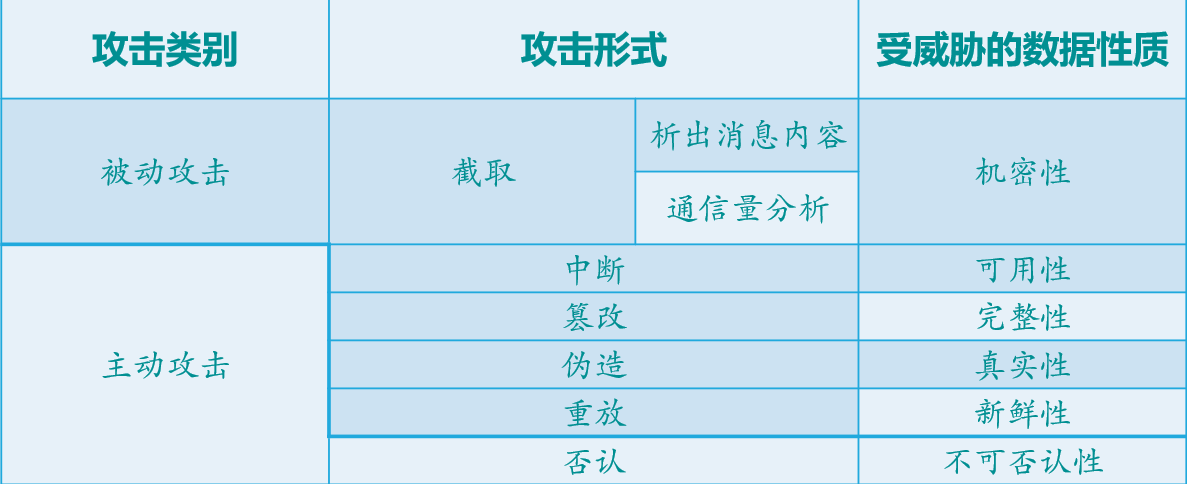 攻击类别 攻击形式 受威胁的数据性质
被动攻击 截取 析出消息内容 机密性
通信量分析
主动攻击 中断 可用性
篡改 完整性
伪造 真实性
重放 新鲜性
否认 不可否认性